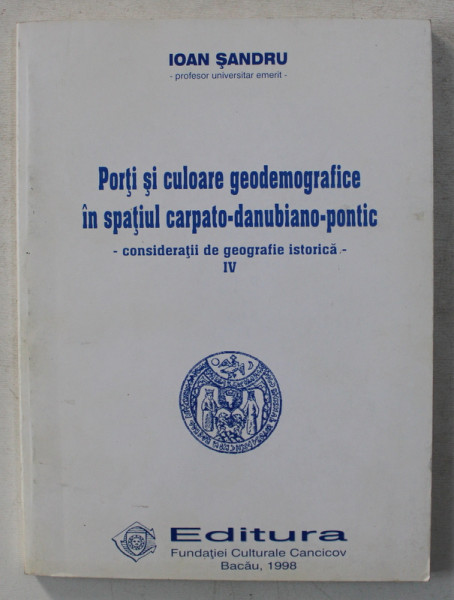 IOAN ŞANDRU
- profesor universitar emerit -
Porţi şi culoare geodemografice
în spaţiul carpato-danubiano-pontic
- consideraţii de geografie istorică -
IV
Editura
Fundaţiei Culturale Cancicov
Bacău, 1998